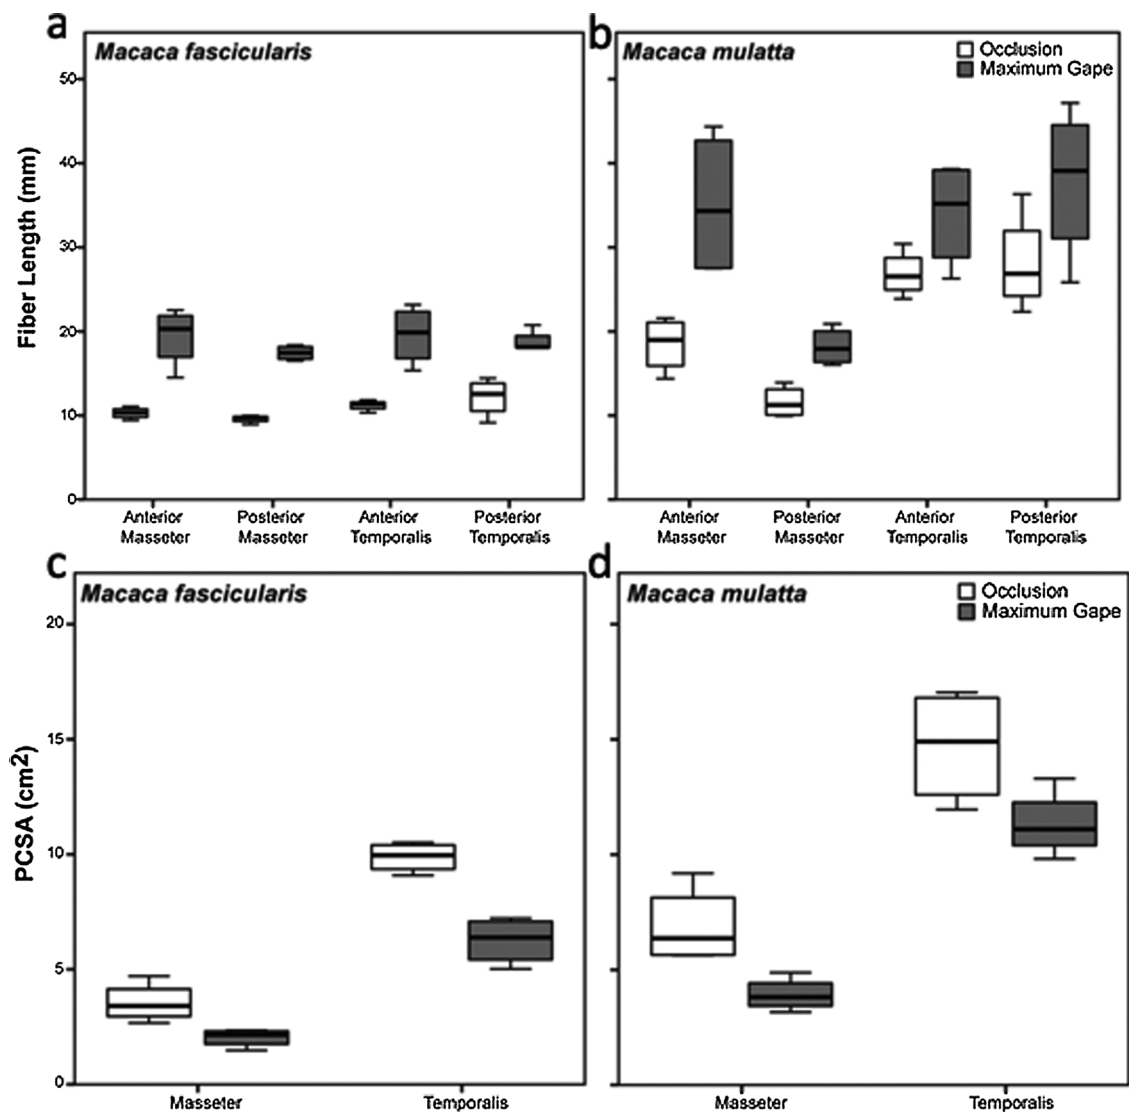 a
Macaca fascicularis
b
Macaca mulatta
Occlusion
Maximum Gape
Fiber Length (mm)
50
40
30
20
10
0
Anterior
Masseter
Posterior
Masseter
Anterior
Temporalis
Posterior
Temporalis
Anterior
Masseter
Posterior
Masseter
Anterior
Temporalis
Posterior
Temporalis
c
Macaca fascicularis
d
Macaca mulatta
Occlusion
Maximum Gape
PCSA (cm2)
20
15
10
5
0
Masseter
Temporalis
Masseter
Temporalis